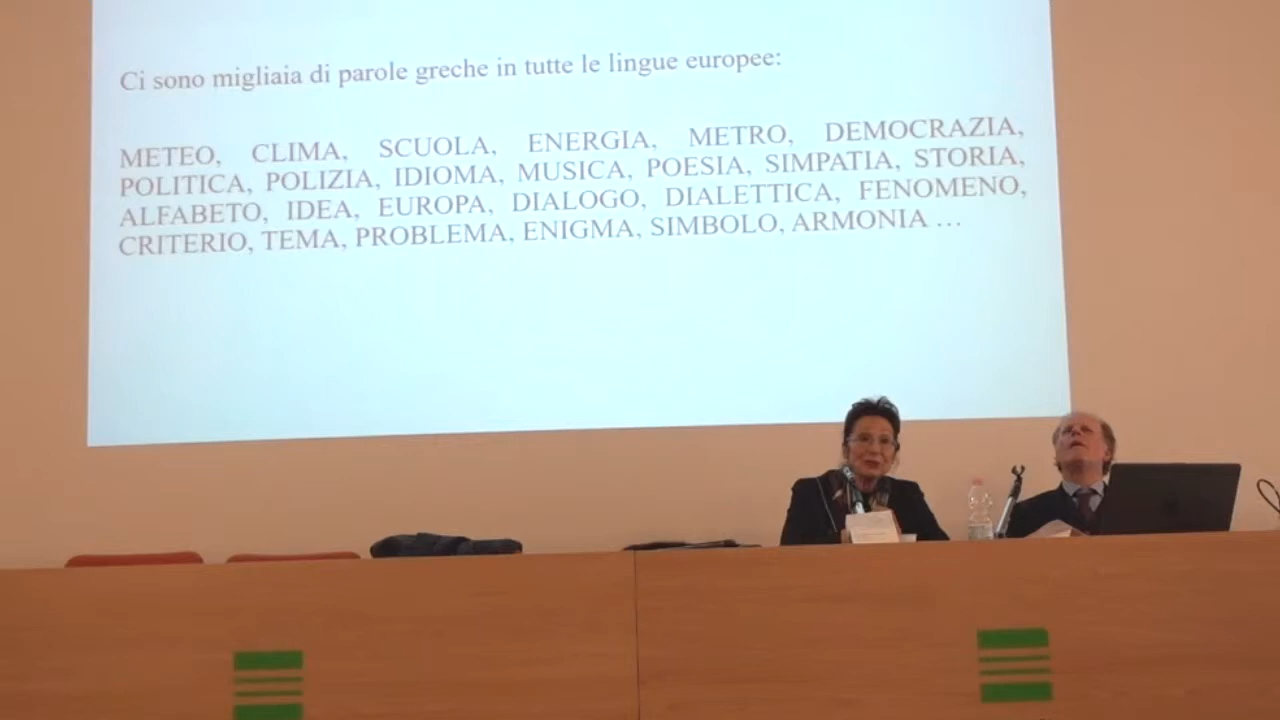 Ci sono migliaia di parole greche in tutte le lingue europee:
METEO, CLIMA, SCUOLA, ENERGIA, METRO, DEMOCRAZIA,
POLITICA, POLIZIA, IDIOMA, MUSICA, POESIA, SIMPATIA, STORIA,
ALFABETO, IDEA, EUROPA, DIALOGO, DIALETTICA, FENOMENO,
CRITERIO, TEMA, PROBLEMA, ENIGMA, SIMBOLO, ARMONIA …